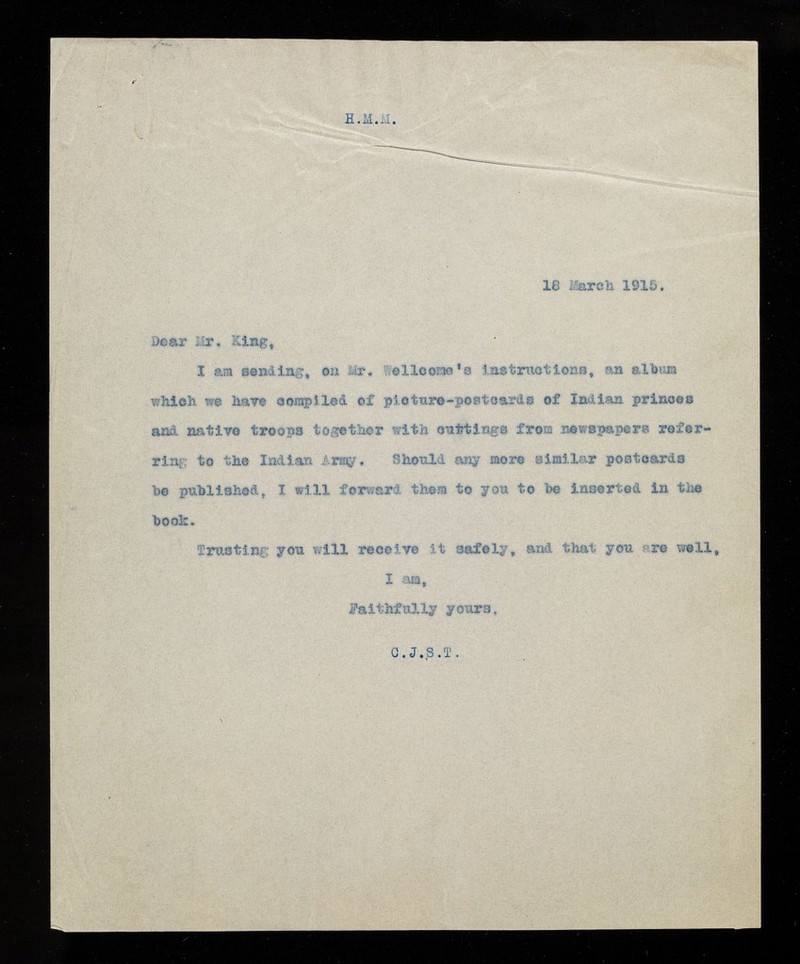 H.M.M.
18 March 1915.
Dear Mr. King,
I am sending, on Mr. Wellcome's instructions, an album
which we have compiled of picture-postcards of Indian princes
and native troops together with cuttings from newspapers refer-
ring to the Indian Army. Should any more similar postcards
be published, I will forward them to you to be inserted in the
book.
Trusting you will receive it safely, and that you are well,
I am,
Faithfully yours,
C.J.S.T.